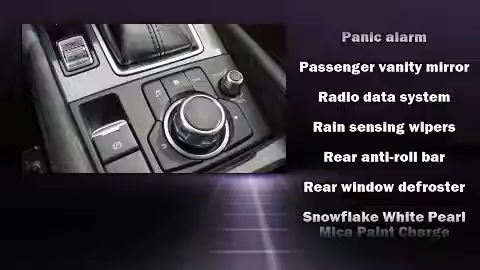 Panic alarm
Passenger vanity mirror
Radio data system
Rain sensing wipers
Rear anti-roll bar
Rear window defroster
Snowflake White Pearl
Mica Paint Charge